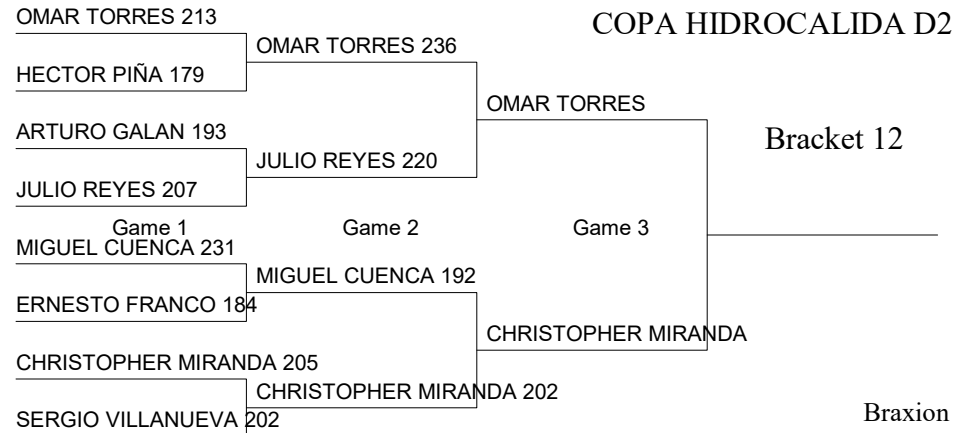 OMAR TORRES 213
COPA HIDROCALIDA D2
OMAR TORRES 236
HECTOR PIÑA 179
OMAR TORRES
ARTURO GALAN 193
Bracket 12
JULIO REYES 220
JULIO REYES 207
Game 1
Game 2
Game 3
MIGUEL CUENCA 231
MIGUEL CUENCA 192
ERNESTO FRANCO 184
CHRISTOPHER MIRANDA
CHRISTOPHER MIRANDA 205
CHRISTOPHER MIRANDA 202
SERGIO VILLANUEVA 202
Braxion